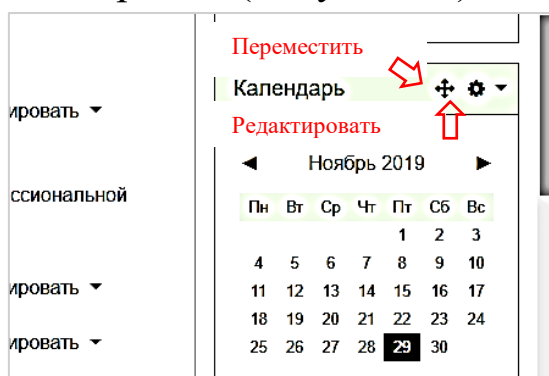 Переместить
Календарь
ировать
Редактировать
Ноябрь 2019
ссиональной
Пн Вт Ср Чт Пт Сб Вс
1 2 3
4 5 6 7 8 9 10
ировать
11 12 13 14 15 16 17
18 19 20 21 22 23 24
ировать
25 26 27 28 29 30